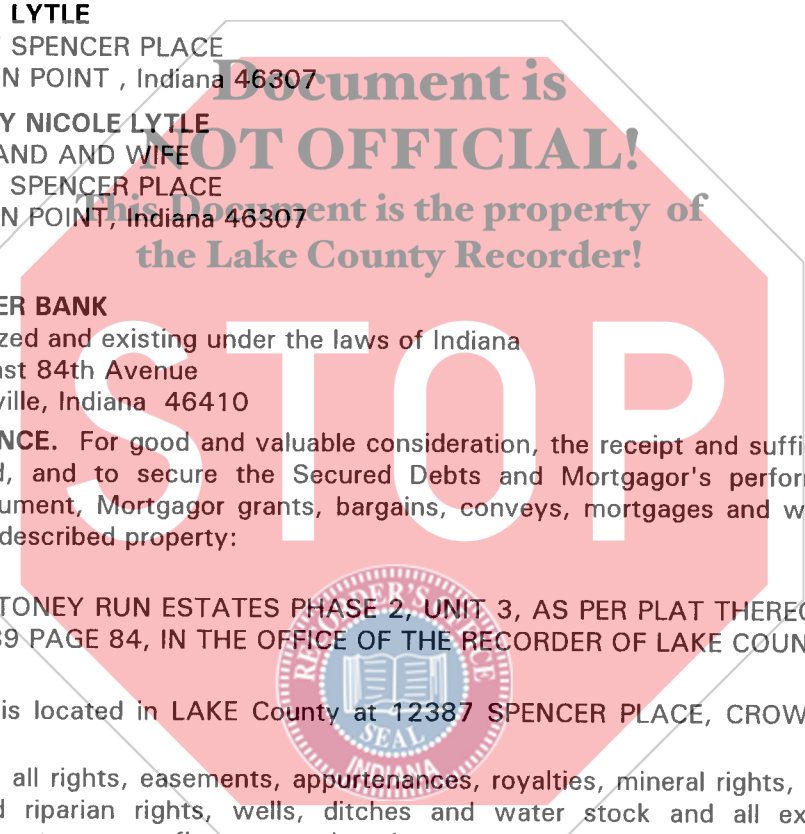 LYTLE
SPENCER PLACE
N POINT , Indiana 46307
Document is
Y NICOLE LYTLE
AND AND WIFE
NOT OFFICIAL!
SPENCER PLACE
N POINT, Indiana 46307
This Document is the property of
the Lake County Recorder!
ER BANK
zed and existing under the laws of Indiana
ast 84th Avenue
ville, Indiana 46410
STOP
NCE. For good and valuable consideration, the receipt and suffi
, and to secure the Secured Debts and Mortgagor's perfor
ument, Mortgagor grants, bargains, conveys, mortgages and w
described property:
TONEY RUN ESTATES PHASE 2, UNIT 3, AS PER PLAT THEREO
39 PAGE 84, IN THE OFFICE OF THE RECORDER OF LAKE COUN
RECORDER'S OFFICE
SEAL
INDIANA
is located in LAKE County at 12387 SPENCER PLACE, CROW
all rights, easements, appurtenances, royalties, mineral rights,
d riparian rights, wells, ditches and water stock and all ex